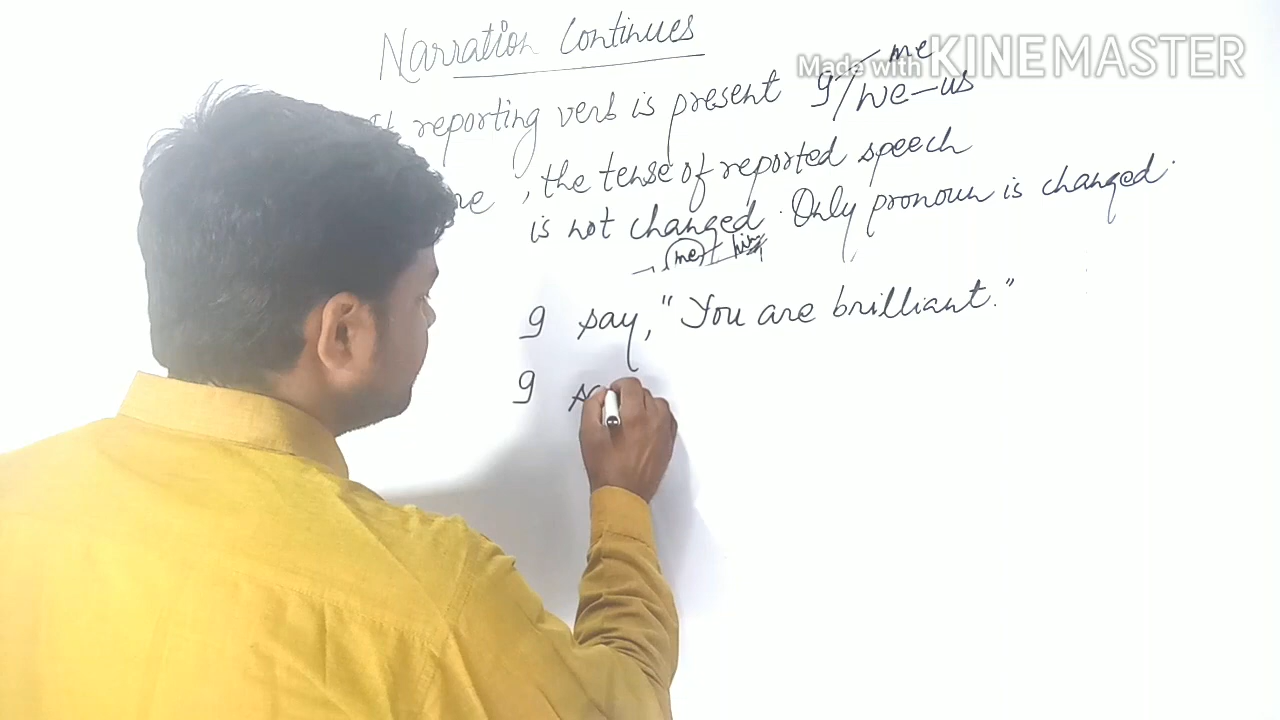 Narration Continues
reporting verb is present I/ me
We-us
, the tense of reported speech
is not changed. Only pronoun is changed.
me
I say, "You are brilliant."
I
Made with KINEMASTER